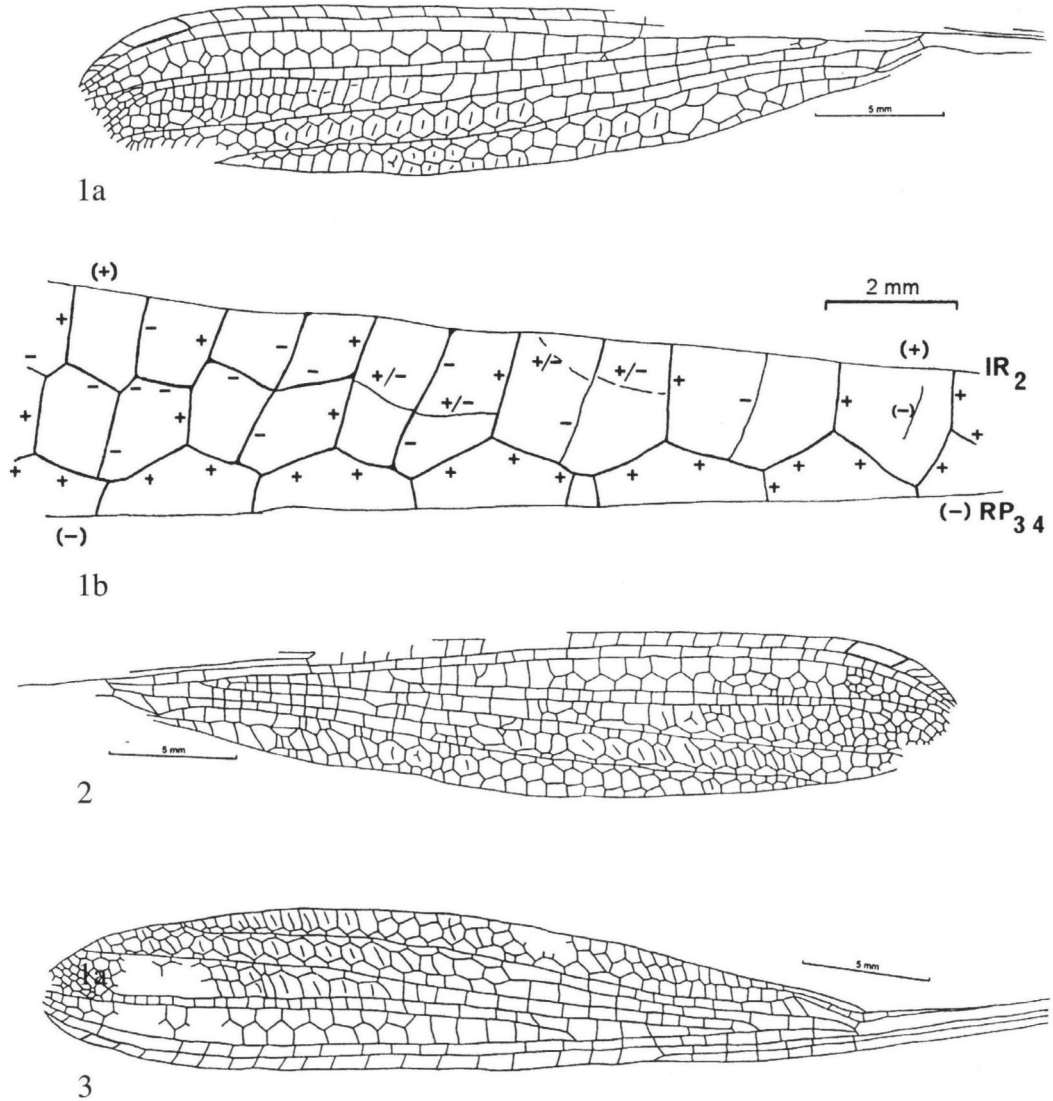 5 mm
1a
(+) 2 mm
+ - + - + +/- - +/- +/- + - + (-) + (+) IR2
- - - - - - +/- - +
+ - + - + - + - + + + + + +
+ + + + + + + + + + +
(-) (-) RP3 4
1b
5 mm
2
1a 5 mm
3